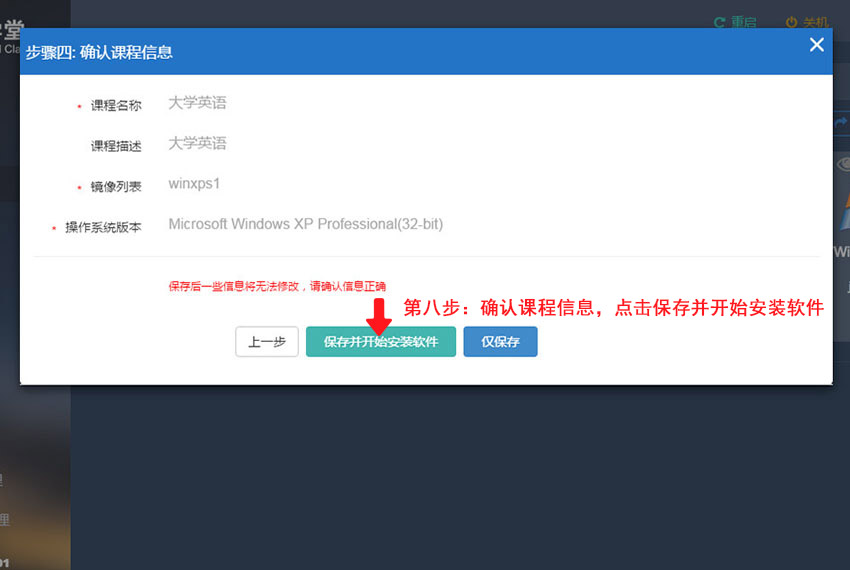 堂
重启 关机
步骤四: 确认课程信息
* 课程名称 大学英语
课程描述 大学英语
* 镜像列表 winxps1
* 操作系统版本 Microsoft Windows XP Professional(32-bit)
保存后一些信息将无法修改，请确认信息正确
第八步：确认课程信息，点击保存并开始安装软件
上一步 保存并开始安装软件 仅保存
理